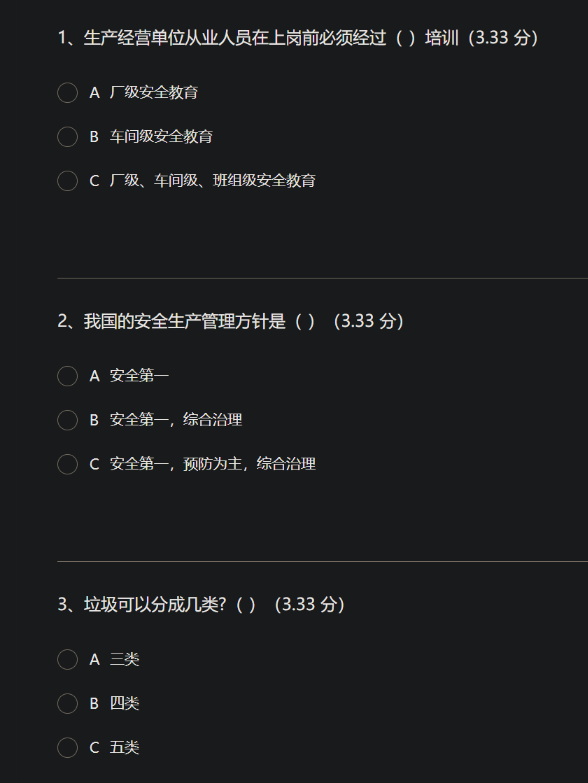 1、生产经营单位从业人员在上岗前必须经过（ ）培训（3.33 分）
A 厂级安全教育
B 车间级安全教育
C 厂级、车间级、班组级安全教育
2、我国的安全生产管理方针是（ ）（3.33 分）
A 安全第一
B 安全第一，综合治理
C 安全第一，预防为主，综合治理
3、垃圾可以分成几类?（ ）（3.33 分）
A 三类
B 四类
C 五类